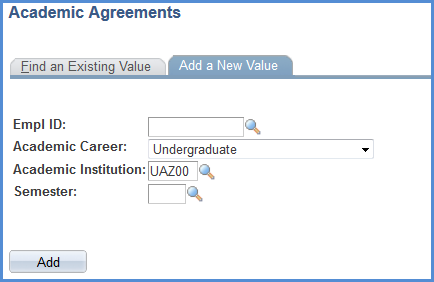 Academic Agreements
Find an Existing Value
Add a New Value
Empl ID:
Academic Career: Undergraduate
Academic Institution: UAZ00
Semester:
Add